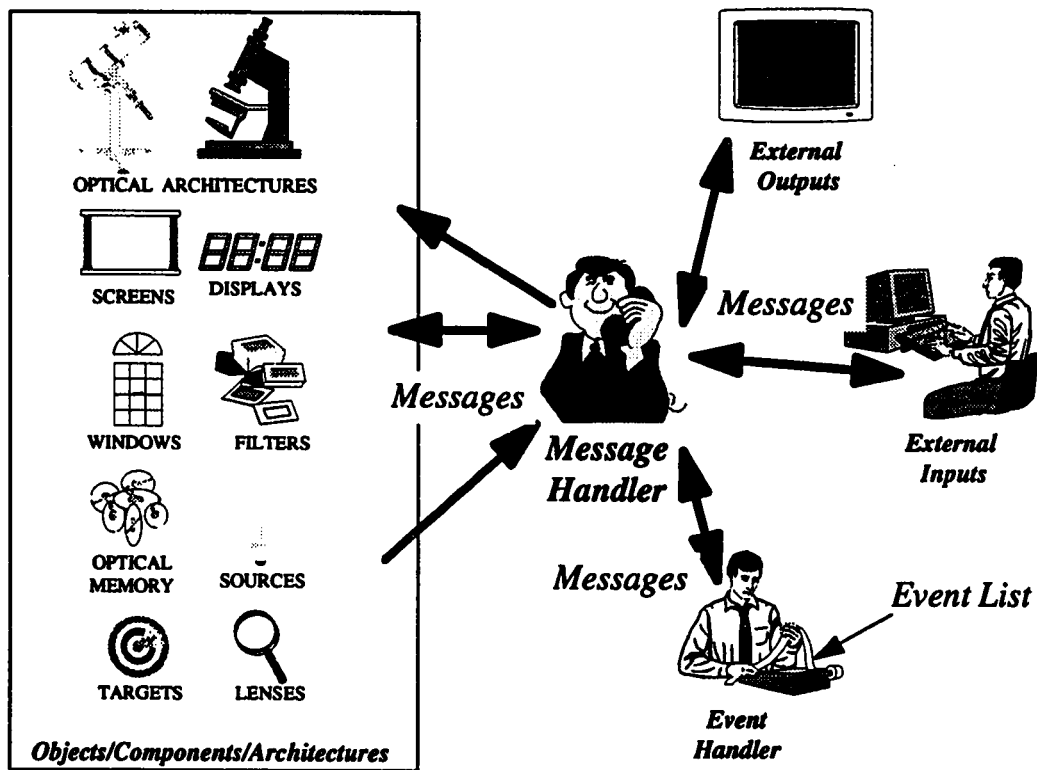 OPTICAL ARCHITECTURES
SCREENS
DISPLAYS
88:88
WINDOWS
FILTERS
OPTICAL
MEMORY
SOURCES
TARGETS
LENSES
Objects/Components/Architectures
Messages
Message
Handler
External
Outputs
Messages
External
Inputs
Messages
Event List
Event
Handler